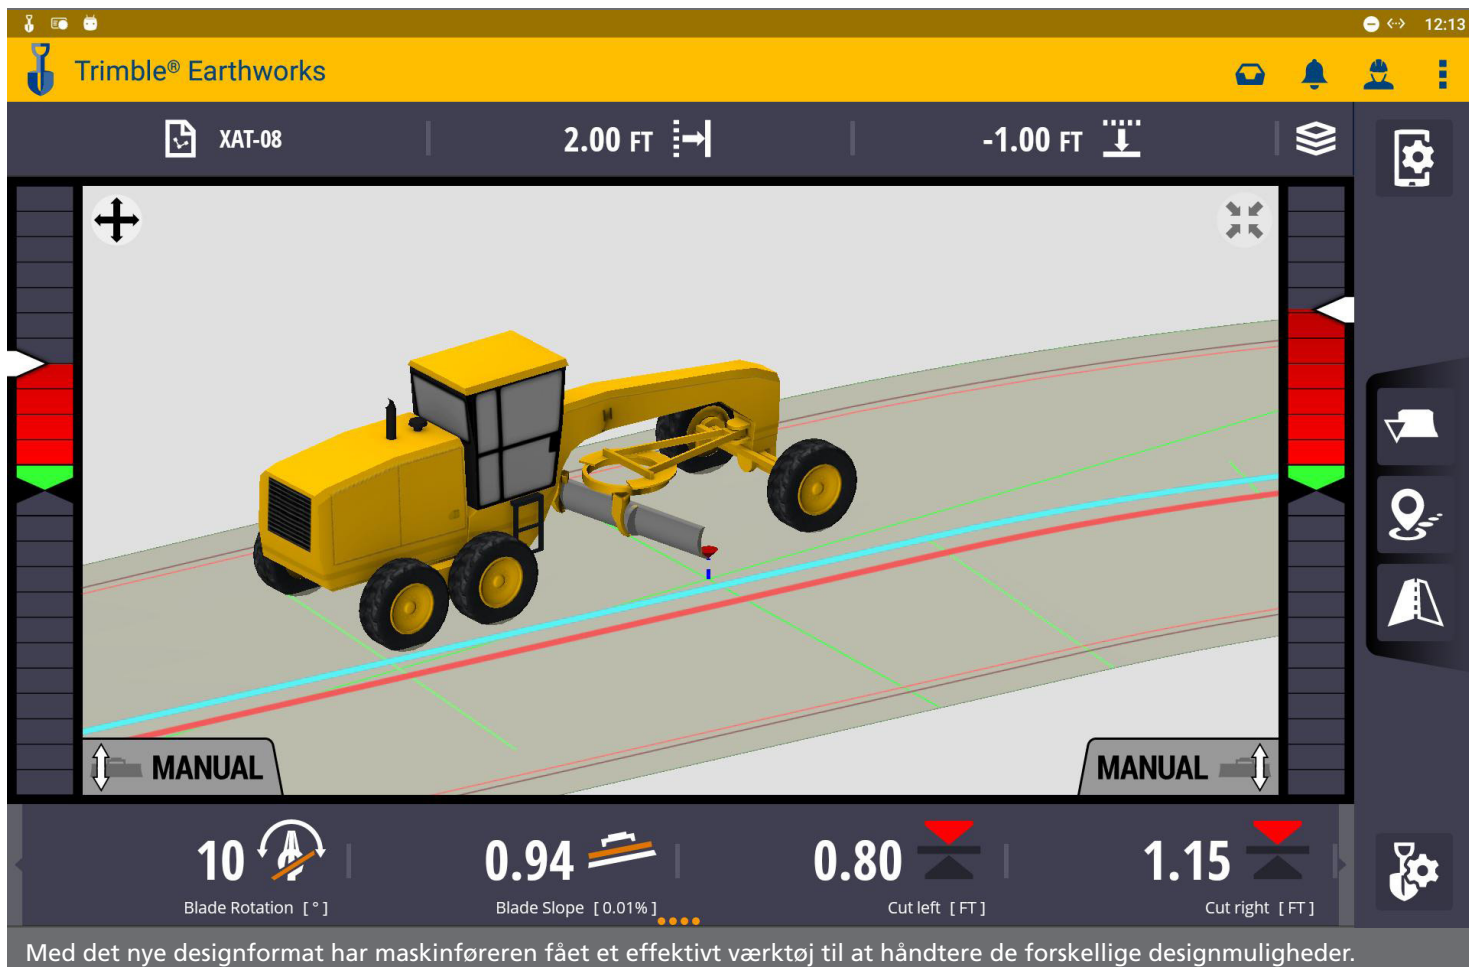 12:13
Trimble® Earthworks
XAT-08
2.00 FT
-1.00 FT
MANUAL
MANUAL
10
0.94
0.80
1.15
Blade Rotation [°]
Blade Slope [0.01%]
Cut left [FT]
Cut right [FT]
Med det nye designformat har maskinføreren fået et effektivt værktøj til at håndtere de forskellige designmuligheder.